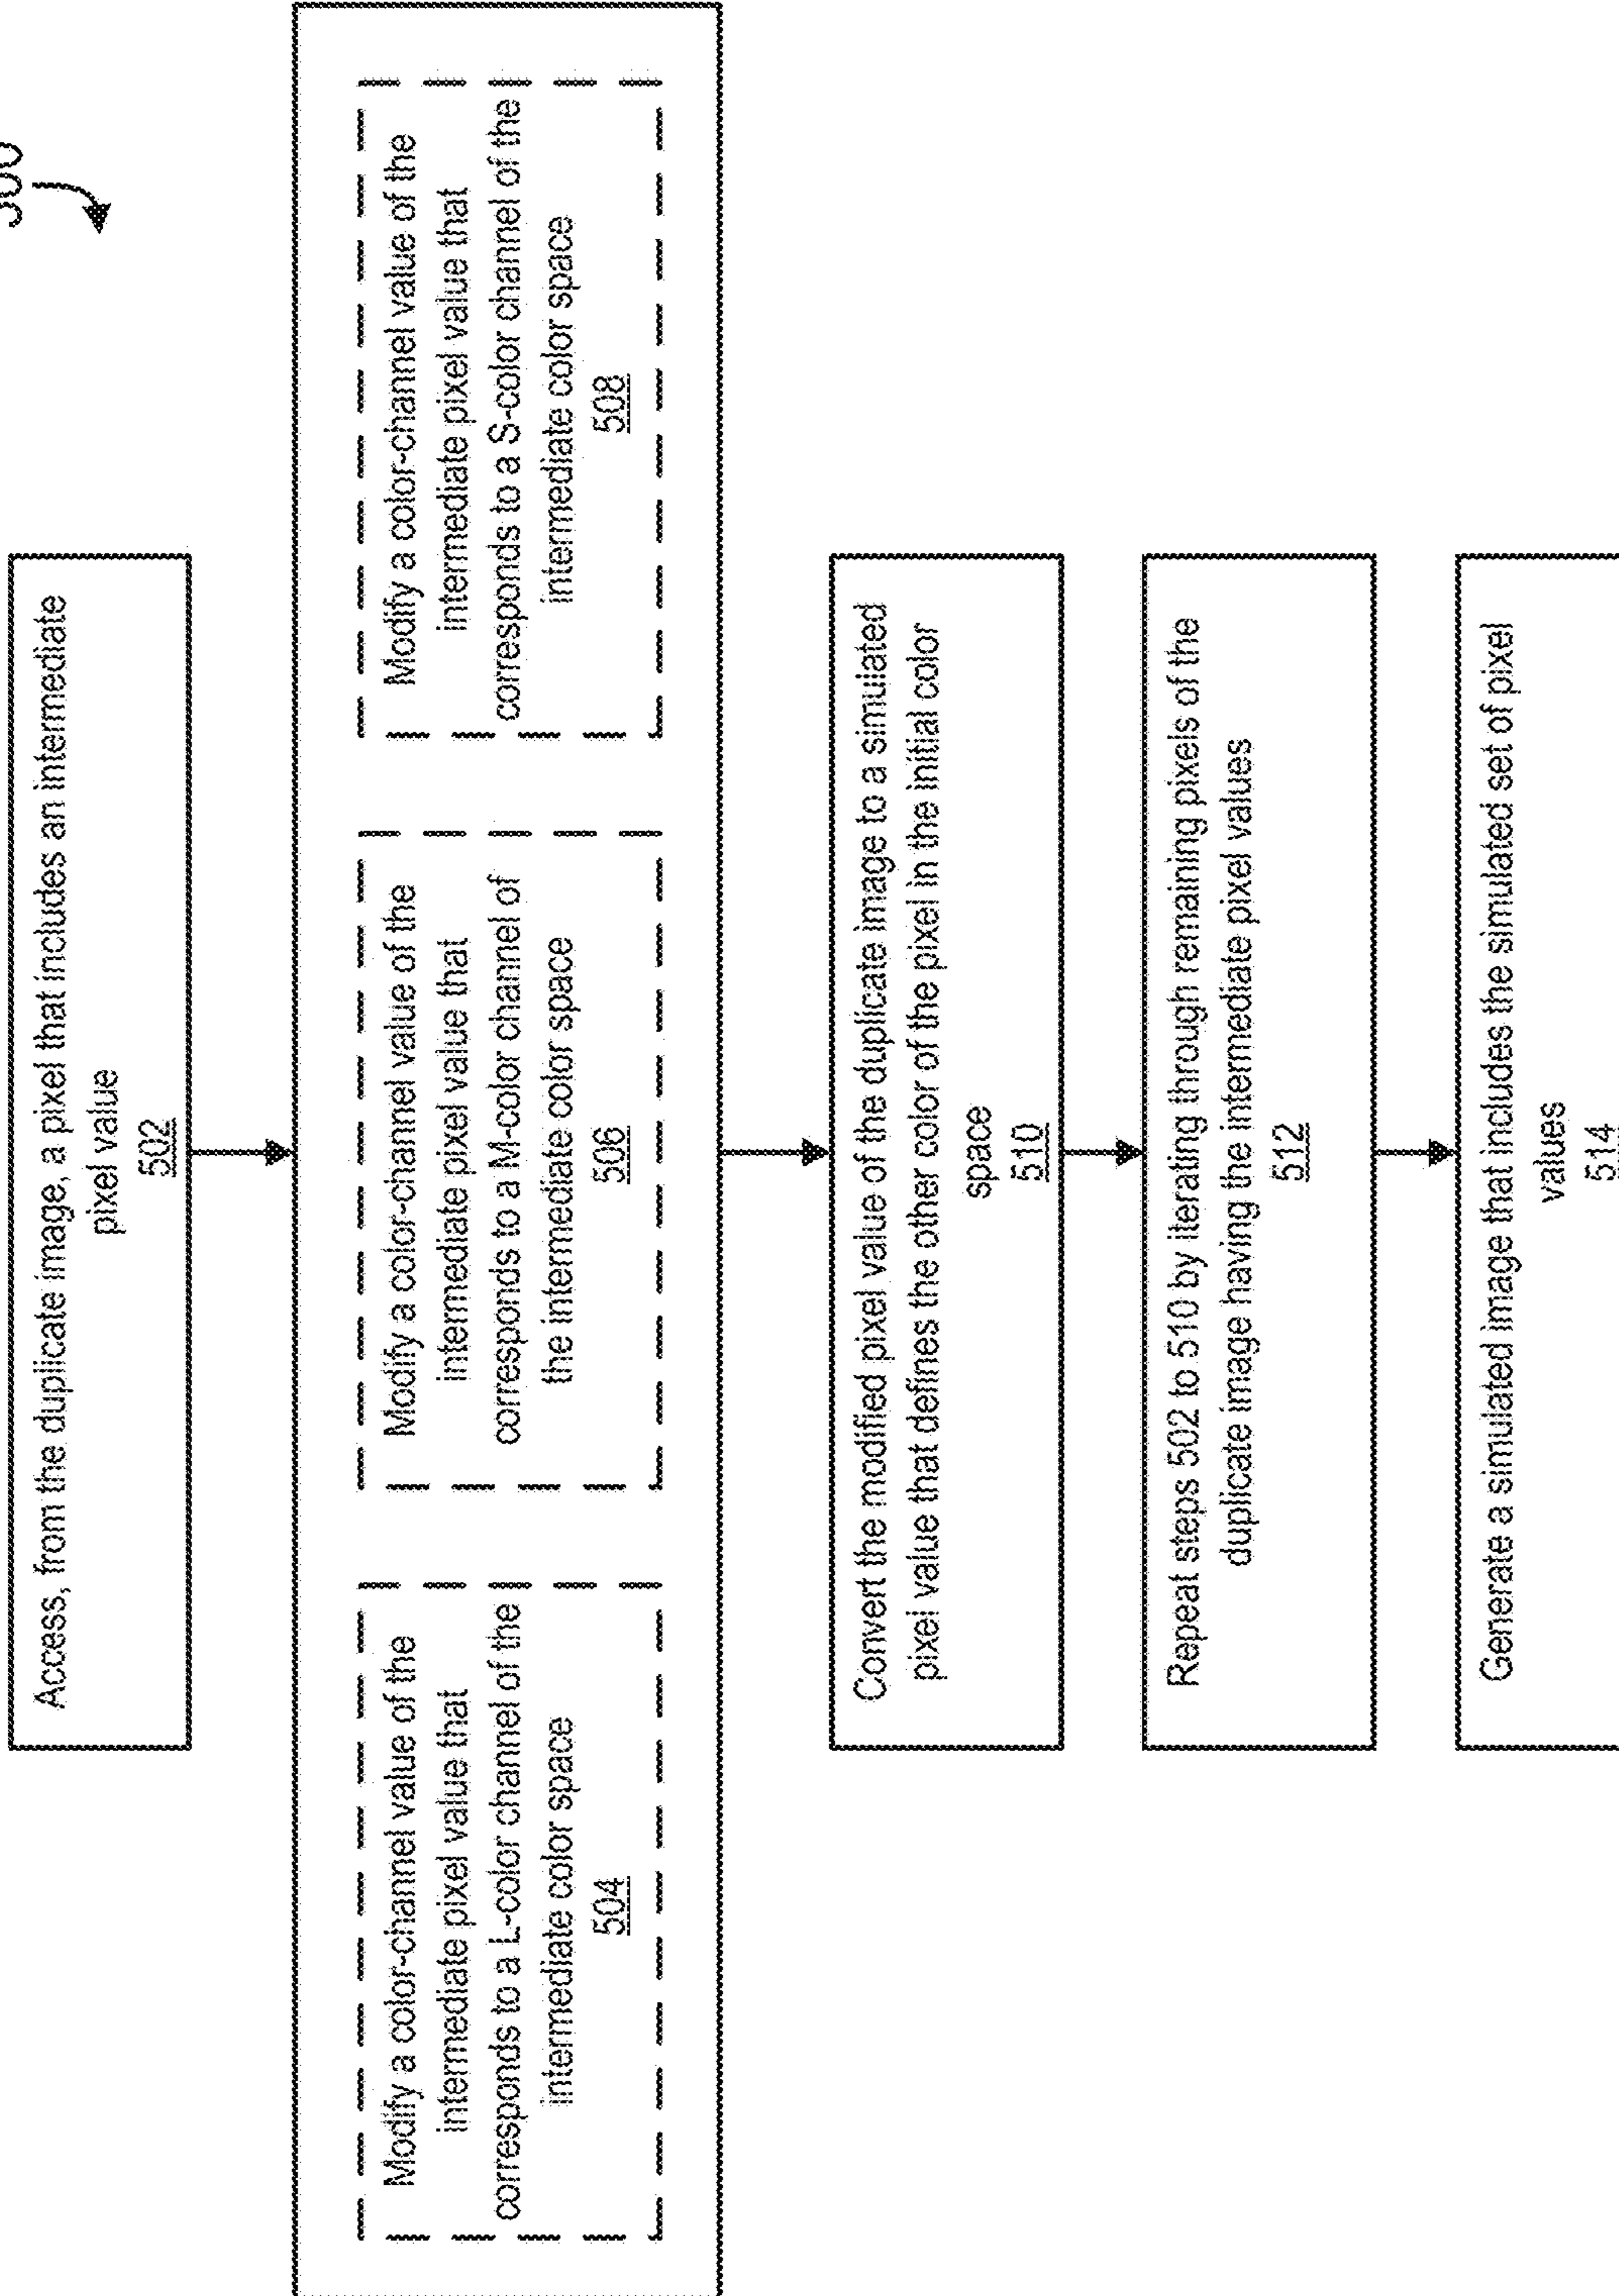 Access, from the duplicate image, a pixel that includes an intermediate
pixel value
502
Modify a color-channel value of the
intermediate pixel value that
corresponds to a L-color channel of the
intermediate color space
504
Modify a color-channel value of the
intermediate pixel value that
corresponds to a M-color channel of
the intermediate color space
506
Modify a color-channel value of the
intermediate pixel value that
corresponds to a S-color channel of the
intermediate color space
508
Convert the modified pixel value of the duplicate image to a simulated
pixel value that defines the other color of the pixel in the initial color
space
510
Repeat steps 502 to 510 by iterating through remaining pixels of the
duplicate image having the intermediate pixel values
512
Generate a simulated image that includes the simulated set of pixel
values
514